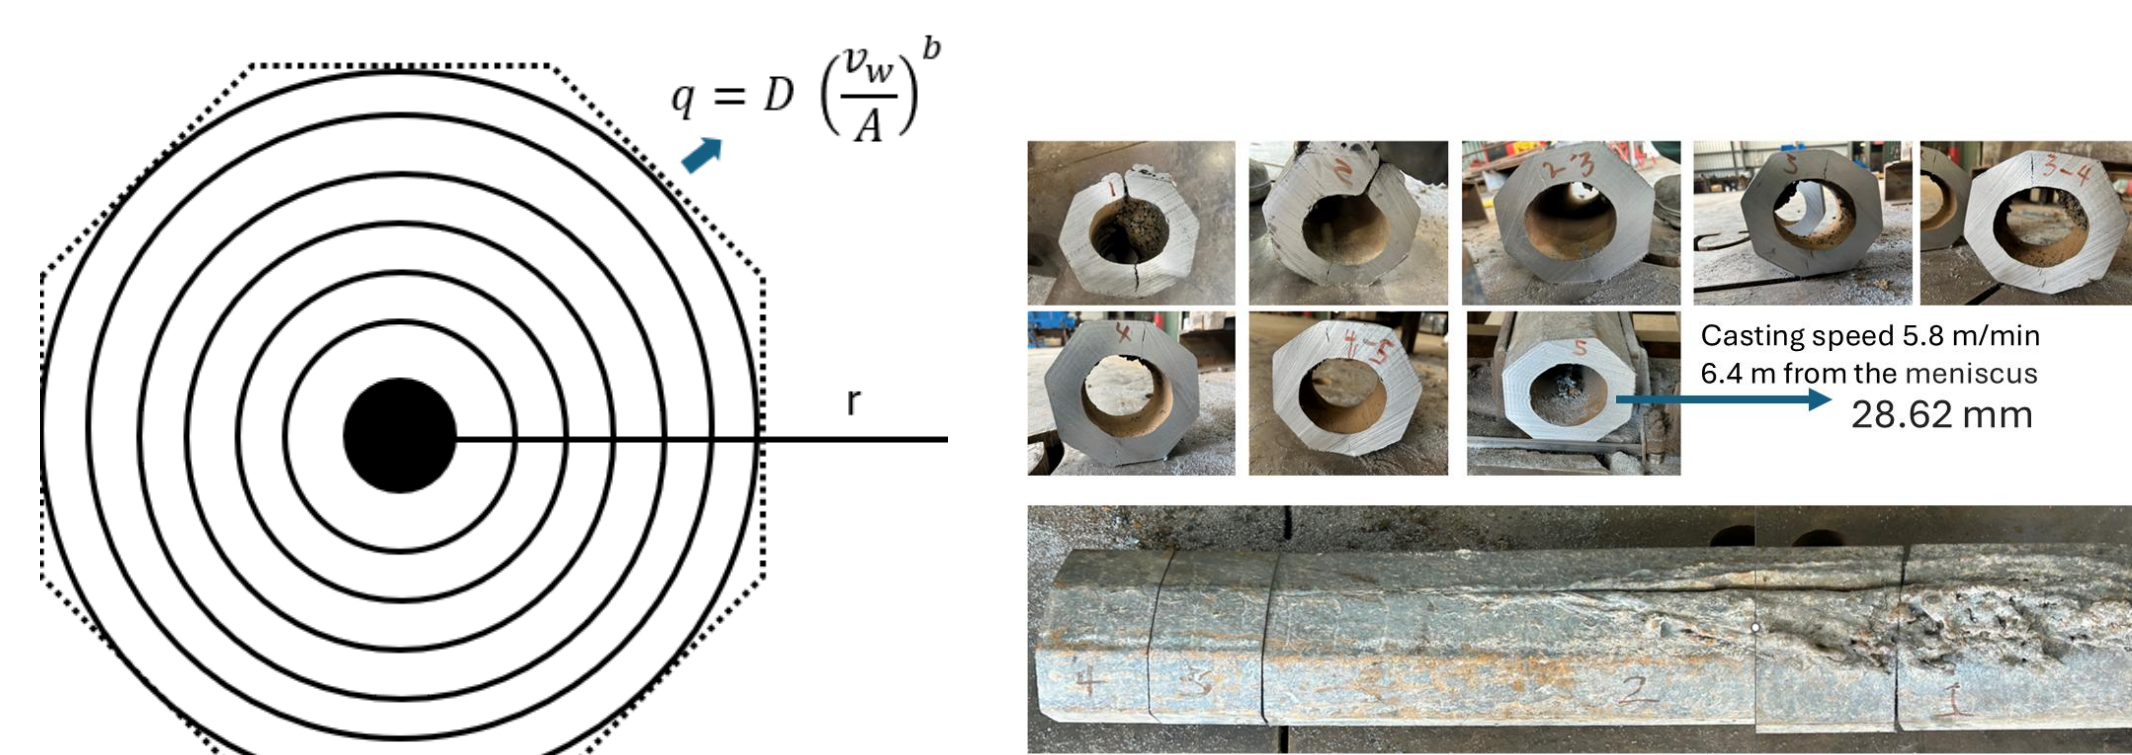 q = D (v_w/A)^b
r
1
2
2-3
3
3-4
4
4-5
5
Casting speed 5.8 m/min
6.4 m from the meniscus
28.62 mm
4
3
2
1